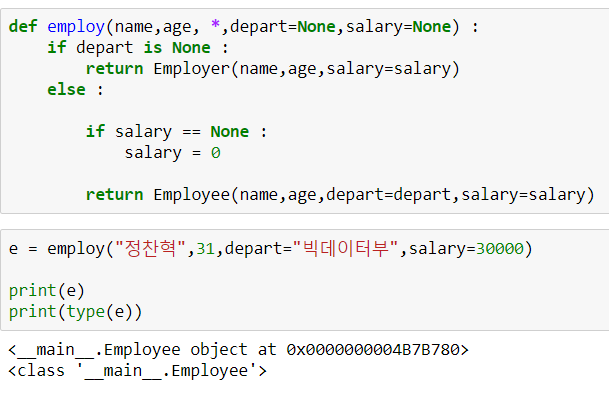 def employ(name,age, *,depart=None,salary=None) :
    if depart is None :
        return Employer(name,age,salary=salary)
    else :
        if salary == None :
            salary = 0
        return Employee(name,age,depart=depart,salary=salary)
e = employ("정찬혁",31,depart="빅데이터부",salary=30000)
print(e)
print(type(e))
<__main__.Employee object at 0x0000000004B7B780>
<class '__main__.Employee'>